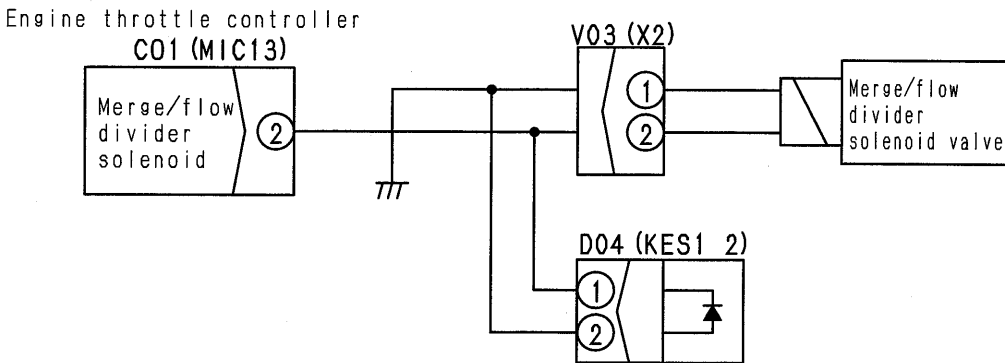 Engine throttle controller
C01 (MIC13)
Merge/flow
divider
solenoid
2
V03 (X2)
1
2
Merge/flow
divider
solenoid valve
D04 (KES1 2)
1
2